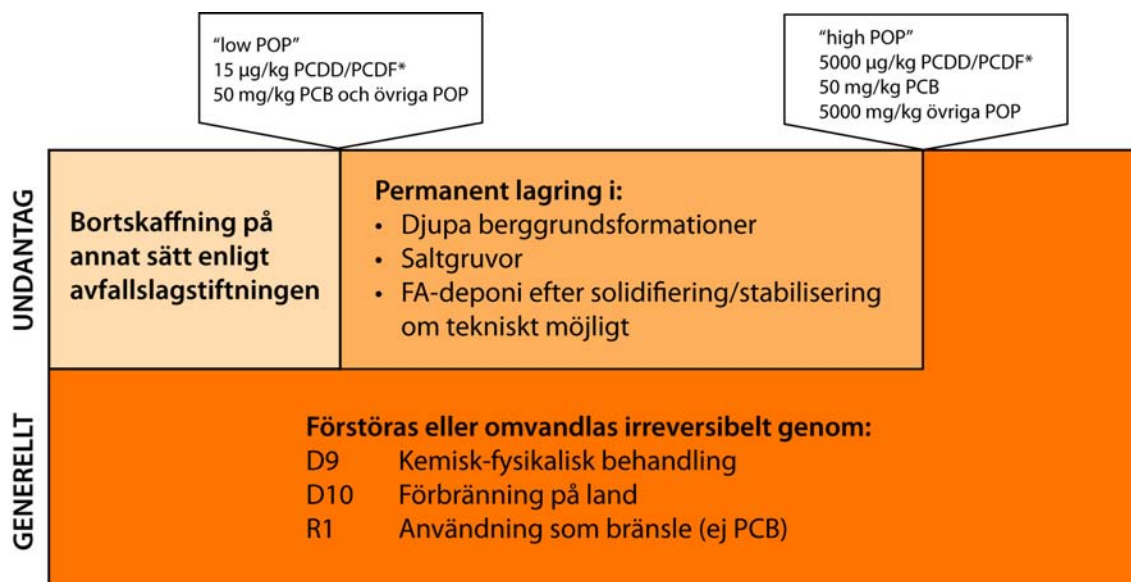 “low POP”
15 µg/kg PCDD/PCDF*
50 mg/kg PCB och övriga POP
“high POP”
5000 µg/kg PCDD/PCDF*
50 mg/kg PCB
5000 mg/kg övriga POP
UNDANTAG
Bortskaffning på
annat sätt enligt
avfallslagstiftningen
Permanent lagring i:
• Djupa berggrundsformationer
• Saltgruvor
• FA-deponi efter solidifiering/stabilisering
om tekniskt möjligt
GENERELLT
Förstöras eller omvandlas irreversibelt genom:
D9 Kemisk-fysikalisk behandling
D10 Förbränning på land
R1 Användning som bränsle (ej PCB)